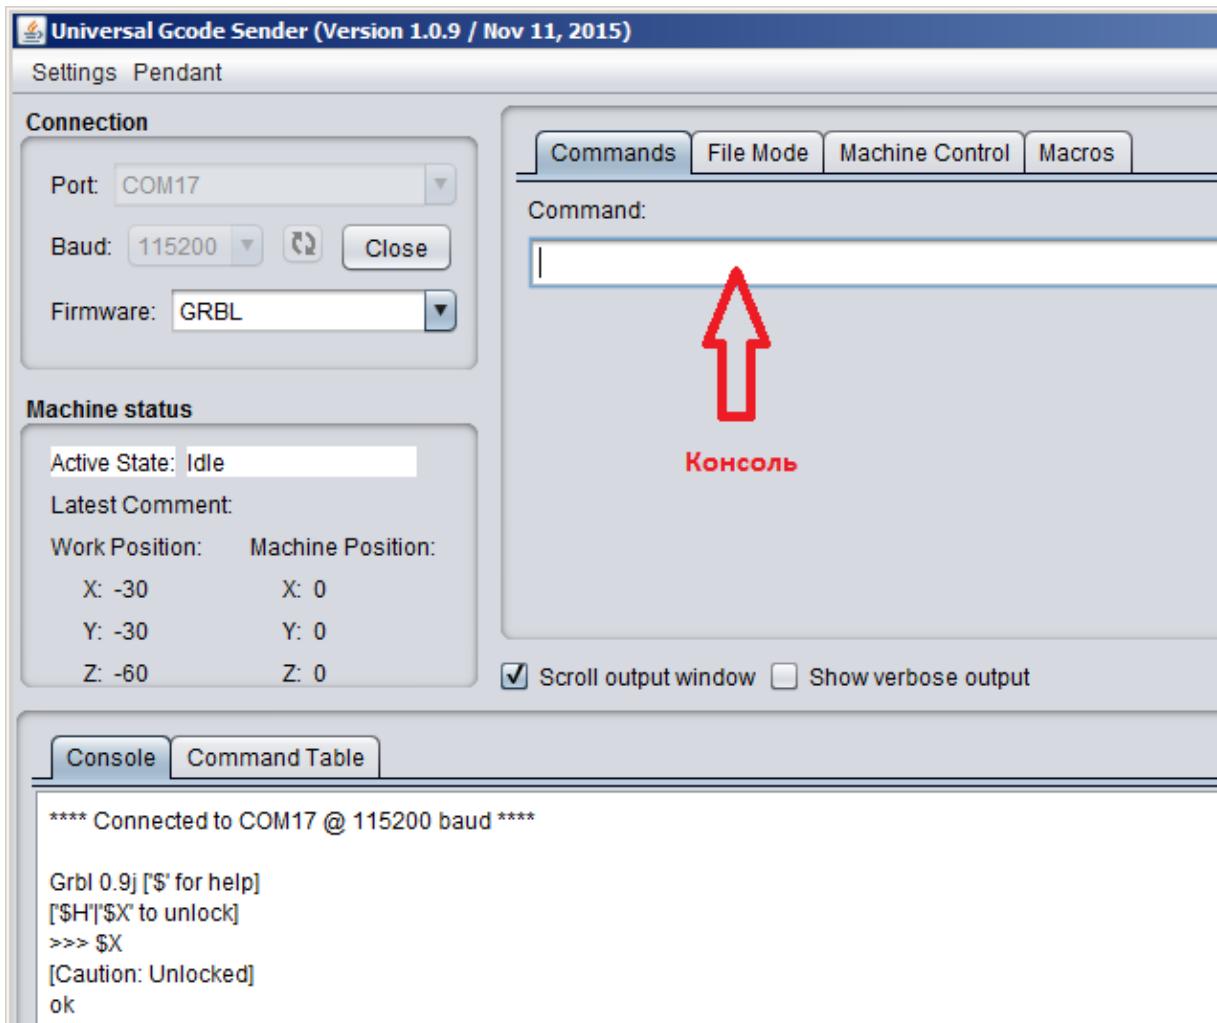 Universal Gcode Sender (Version 1.0.9 / Nov 11, 2015)
Settings Pendant
Connection
Port: COM17
Baud: 115200 Close
Firmware: GRBL
Commands File Mode Machine Control Macros
Command:
Консоль
Machine status
Active State: Idle
Latest Comment:
Work Position: Machine Position:
X: -30 X: 0
Y: -30 Y: 0
Z: -60 Z: 0
Scroll output window Show verbose output
Console Command Table
**** Connected to COM17 @ 115200 baud ****
Grbl 0.9j ['$' for help]
['$H'|'$X' to unlock]
>>> $X
[Caution: Unlocked]
ok